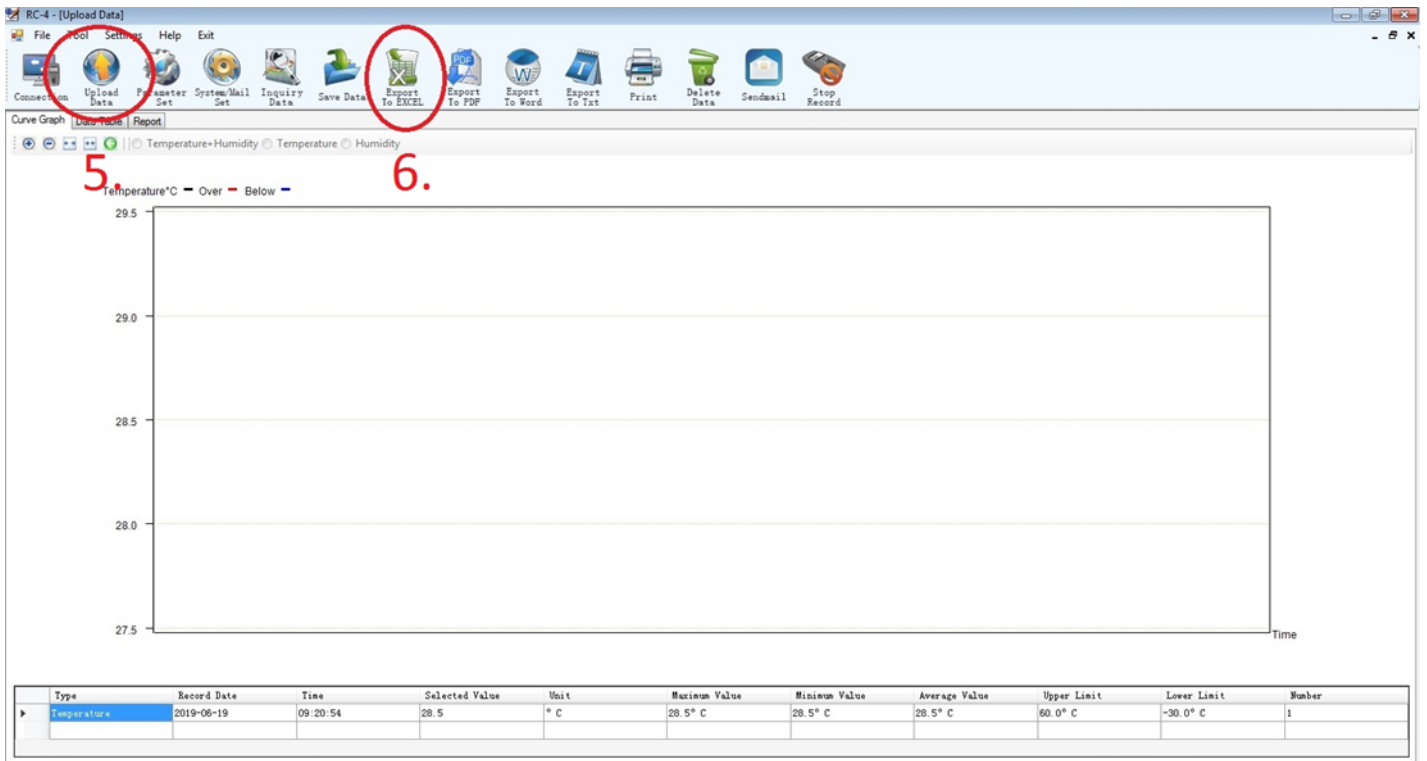 RC-4 - [Upload Data]
File Tool Settings Help Exit
Connection Upload Data Parameter Set System/Mail Set Inquiry Data Save Data Export To EXCEL Export To PDF Export To Word Export To Txt Print Delete Data Sendmail Stop Record
Curve Graph Data Table Report
Temperature+Humidity Temperature Humidity
5. 6.
Temperature°C Over Below
29.5
29.0
28.5
28.0
27.5
Time
Type Record Date Time Selected Value Unit Maximum Value Minimum Value Average Value Upper Limit Lower Limit Number
Temperature 2019-06-19 09:20:54 28.5 ° C 28.5° C 28.5° C 28.5° C 60.0° C -30.0° C 1